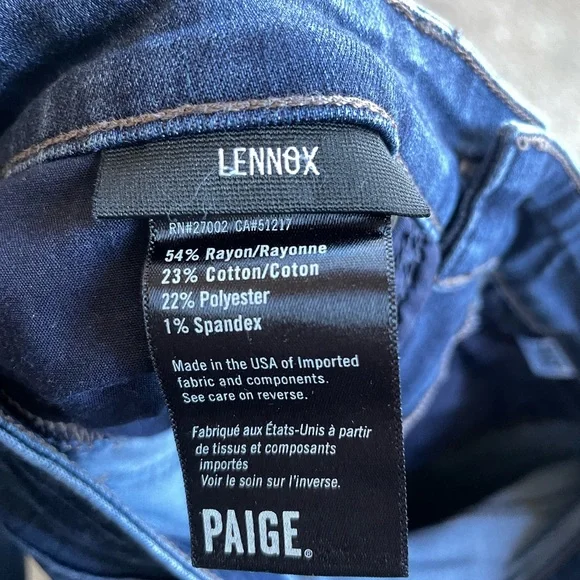 LENNOX
RN#27002 CA#51217
54% Rayon/Rayonne
23% Cotton/Coton
22% Polyester
1% Spandex
Made in the USA of Imported
fabric and components.
See care on reverse.
Fabriqué aux États-Unis à partir
de tissus et composants
importés
Voir le soin sur l'inverse.
PAIGE®